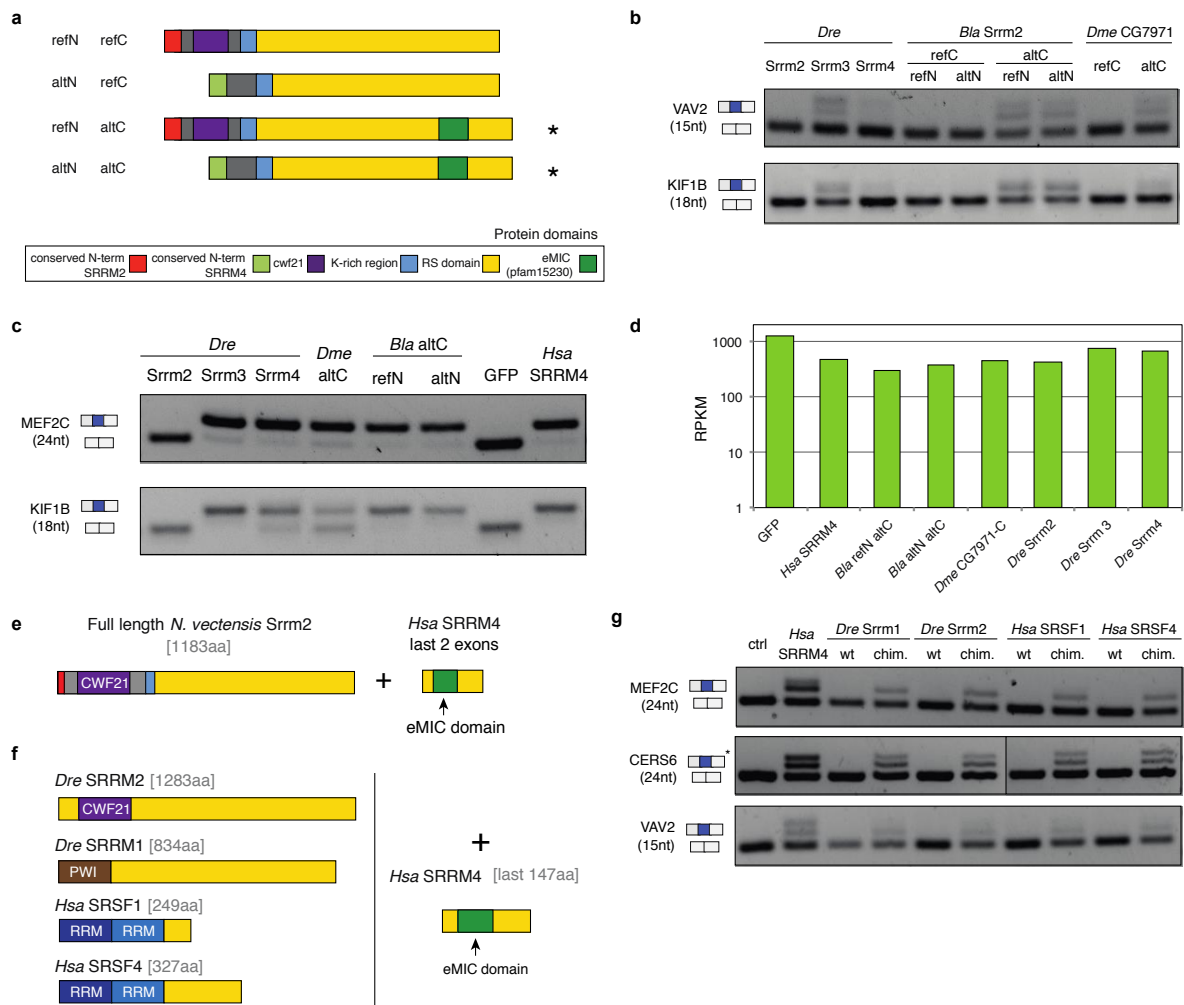 a
refN refC
altN refC
refN altC *
altN altC *
Protein domains
conserved N-term SRRM2
conserved N-term SRRM4
cwf21
K-rich region
RS domain
eMIC (pfam15230)
b
Dre Bla Srrm2 Dme CG7971
refC altC
Srrm2 Srrm3 Srrm4 refN altN refN altN refC altC
VAV2
(15nt)
KIF1B
(18nt)
c
Dre Dme Bla altC Hsa
Srrm2 Srrm3 Srrm4 altC refN altN GFP SRRM4
MEF2C
(24nt)
KIF1B
(18nt)
d
RPKM
1000
100
10
1
GFP
Hsa SRRM4
Bla refN altC
Bla altN altC
Dme CG7971-C
Dre Srrm2
Dre Srrm 3
Dre Srrm4
e
Full length N. vectensis Srrm2
[1183aa]
CWF21
+
Hsa SRRM4
last 2 exons
eMIC domain
f
Dre SRRM2 [1283aa]
CWF21
Dre SRRM1 [834aa]
PWI
Hsa SRSF1 [249aa]
RRM RRM
Hsa SRSF4 [327aa]
RRM RRM
+
Hsa SRRM4 [last 147aa]
eMIC domain
g
ctrl Hsa SRRM4 Dre Srrm1 Dre Srrm2 Hsa SRSF1 Hsa SRSF4
wt chim. wt chim. wt chim. wt chim.
MEF2C
(24nt)
CERS6 *
(24nt)
VAV2
(15nt)